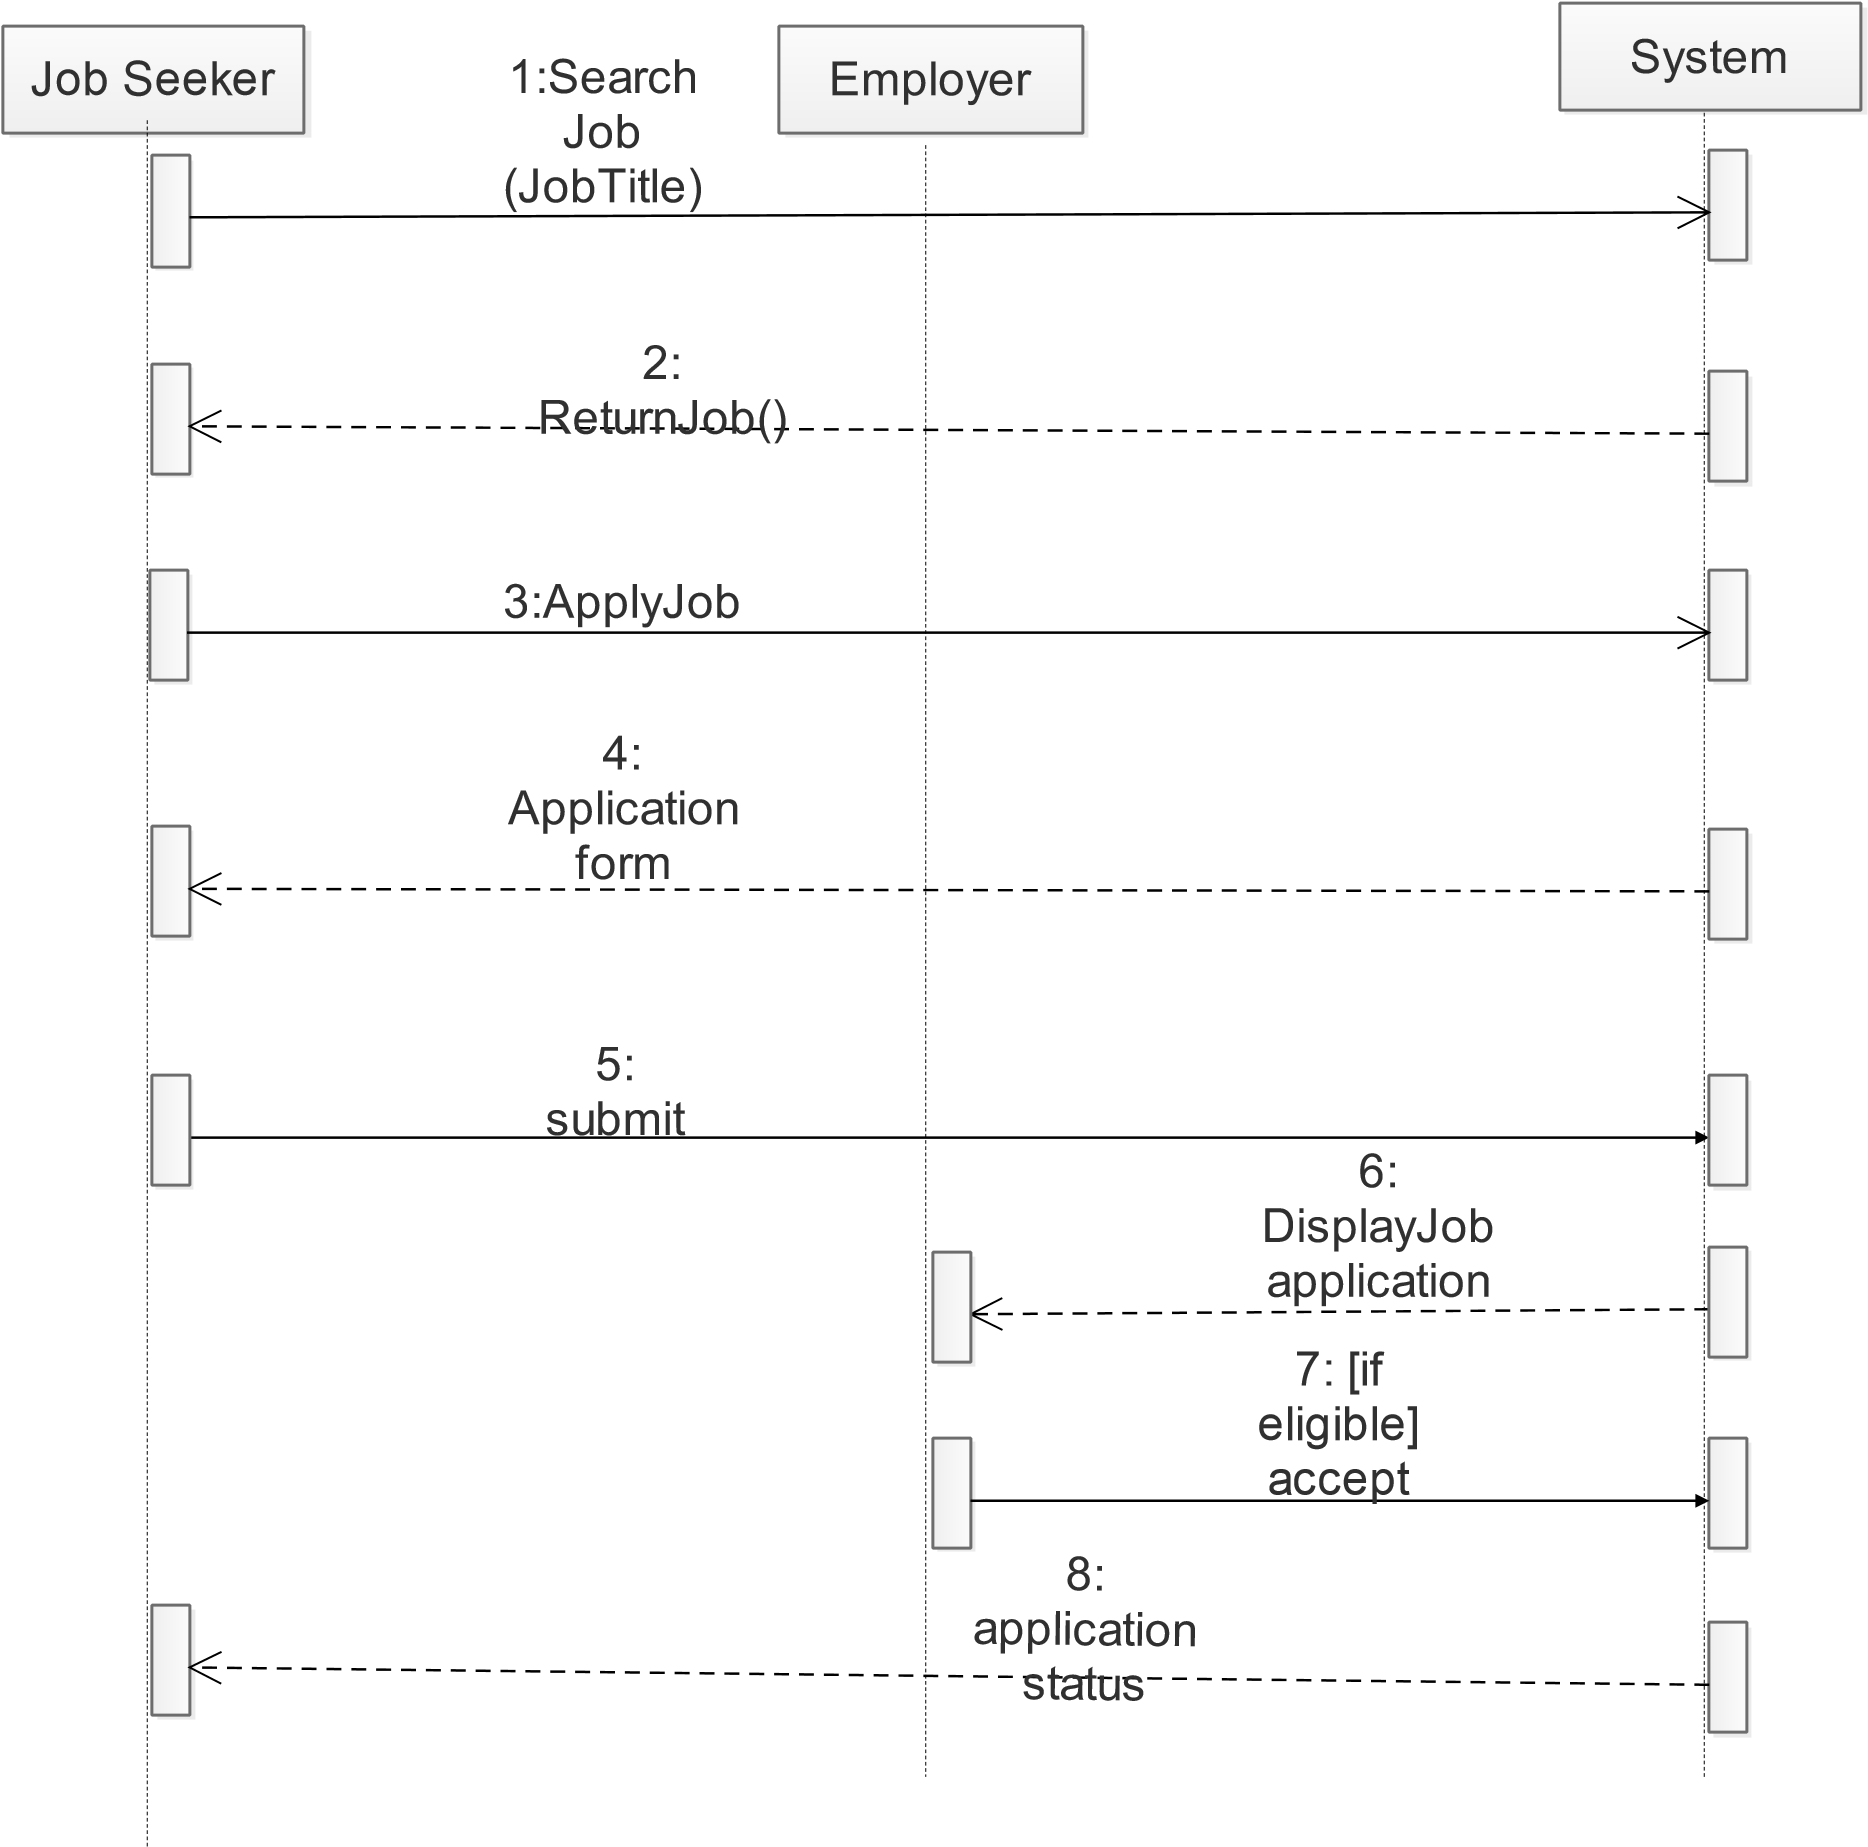 Job Seeker
Employer
System
1:Search
Job
(JobTitle)
2:
ReturnJob()
3:ApplyJob
4:
Application
form
5:
submit
6:
DisplayJob
application
7: [if
eligible]
accept
8:
application
status